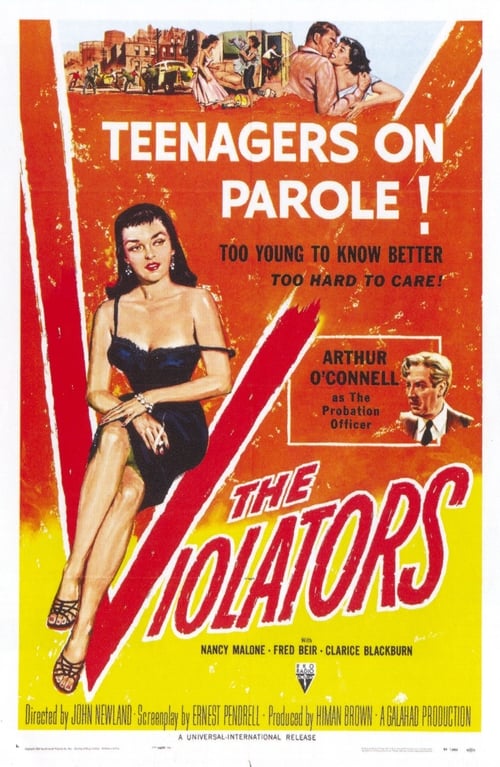 TEENAGERS ON
PAROLE!
TOO YOUNG TO KNOW BETTER
TOO HARD TO CARE!
ARTHUR
O'CONNELL
as The
Probation
Officer
THE
VIOLATORS
With
NANCY MALONE · FRED BEIR · CLARICE BLACKBURN
RKO
RADIO
Directed by JOHN NEWLAND · Screenplay by ERNEST PENDRELL · Produced by HIMAN BROWN · A GALAHAD PRODUCTION
A UNIVERSAL-INTERNATIONAL RELEASE